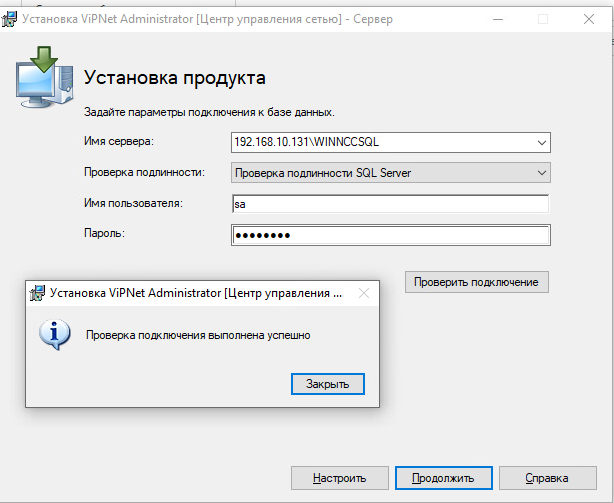 Установка ViPNet Administrator [Центр управления сетью] - Сервер
Установка продукта
Задайте параметры подключения к базе данных.
Имя сервера:
192.168.10.131\WINNCCSQL
Проверка подлинности:
Проверка подлинности SQL Server
Имя пользователя:
sa
Пароль:
●●●●●●●●
Проверить подключение
Установка ViPNet Administrator [Центр управления ...
Проверка подключения выполнена успешно
Закрыть
Настроить
Продолжить
Справка